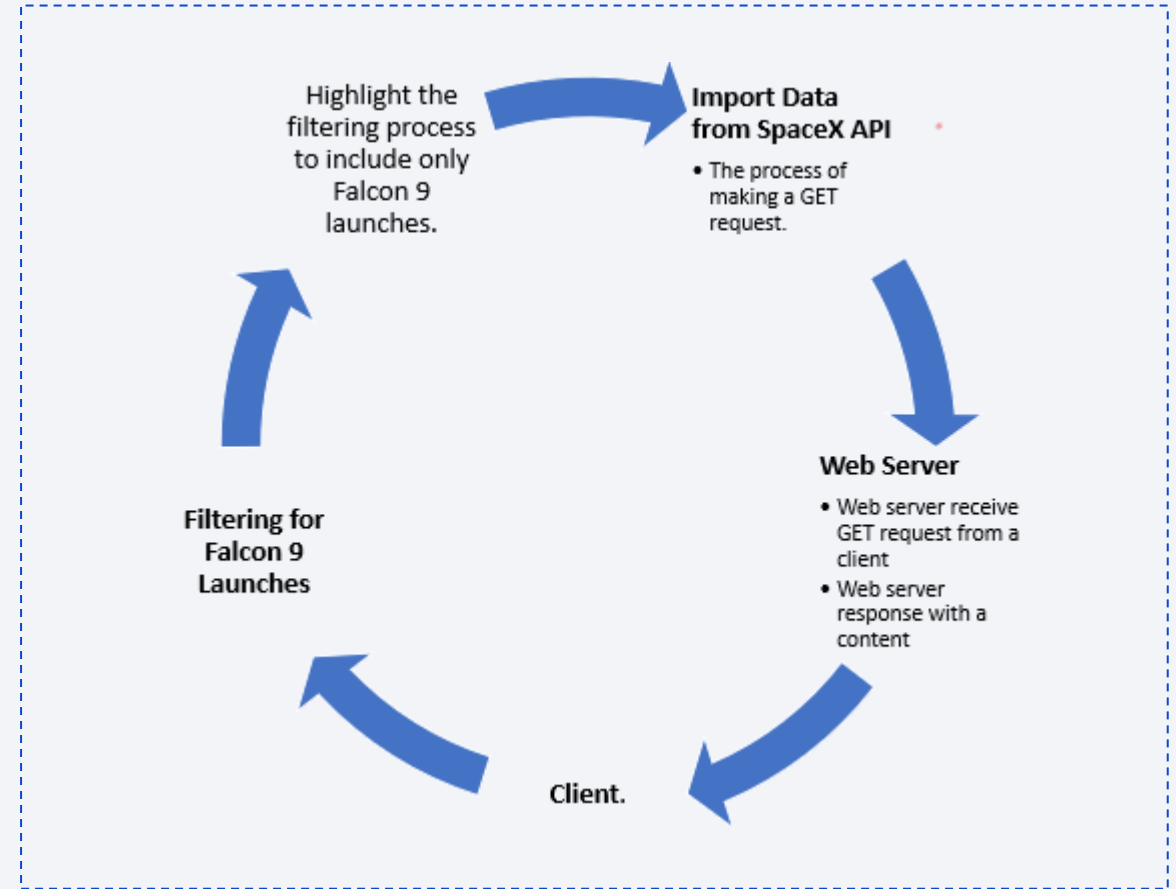 Highlight the
filtering process
to include only
Falcon 9
launches.
Import Data
from SpaceX API
• The process of
making a GET
request.
Web Server
• Web server receive
GET request from a
client
• Web server
response with a
content
Client.
Filtering for
Falcon 9
Launches